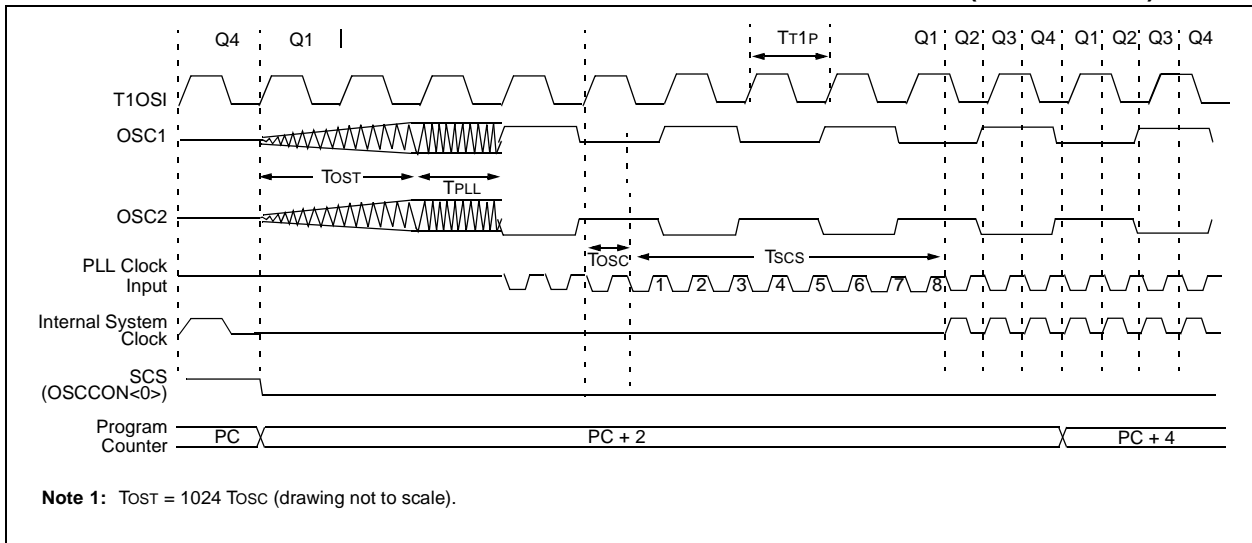 Q4 Q1 TT1P Q1 Q2 Q3 Q4 Q1 Q2 Q3 Q4
T1OSI
OSC1
TOST TPLL
OSC2
TOSC TSCS
PLL Clock
Input
1 2 3 4 5 6 7 8
Internal System
Clock
SCS
(OSCCON<0>)
Program
Counter
PC PC + 2 PC + 4
Note 1: TOST = 1024 TOSC (drawing not to scale).